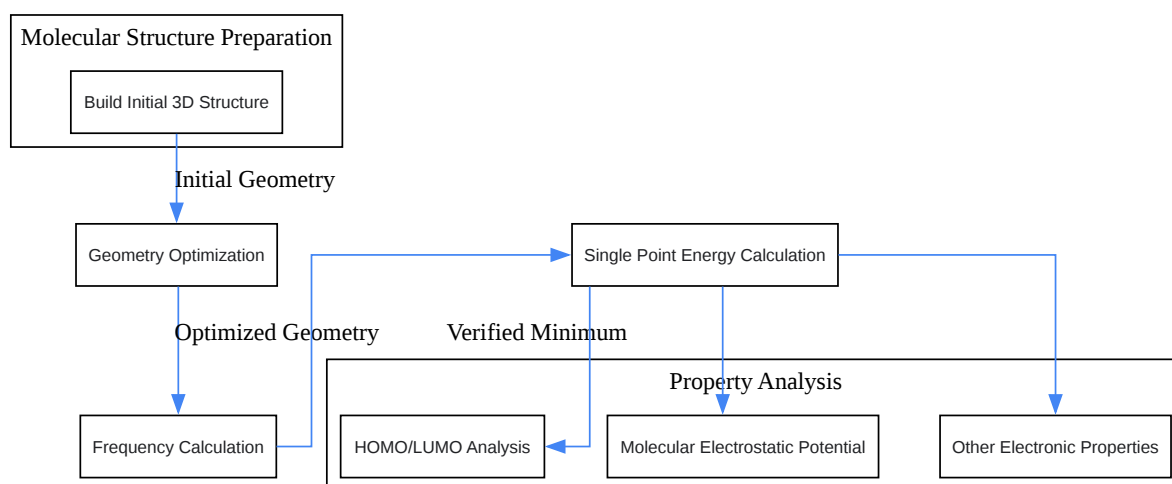 Molecular Structure Preparation
Build Initial 3D Structure
Initial Geometry
Geometry Optimization
Single Point Energy Calculation
Optimized Geometry
Verified Minimum
Property Analysis
Frequency Calculation
HOMO/LUMO Analysis
Molecular Electrostatic Potential
Other Electronic Properties